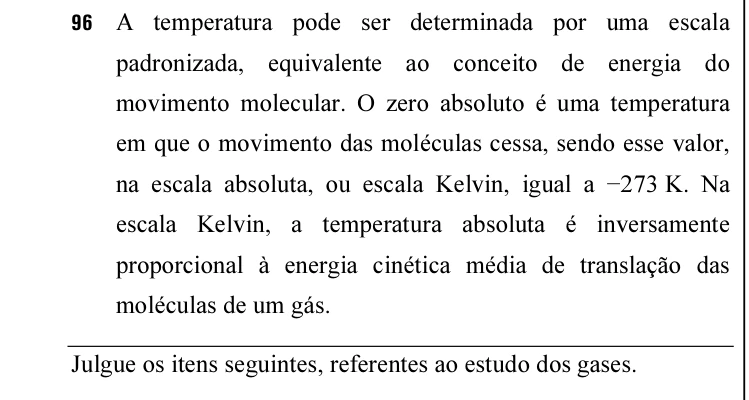 96 A temperatura pode ser determinada por uma escala
padronizada, equivalente ao conceito de energia do
movimento molecular. O zero absoluto é uma temperatura
em que o movimento das moléculas cessa, sendo esse valor,
na escala absoluta, ou escala Kelvin, igual a −273 K. Na
escala Kelvin, a temperatura absoluta é inversamente
proporcional à energia cinética média de translação das
moléculas de um gás.
Julgue os itens seguintes, referentes ao estudo dos gases.